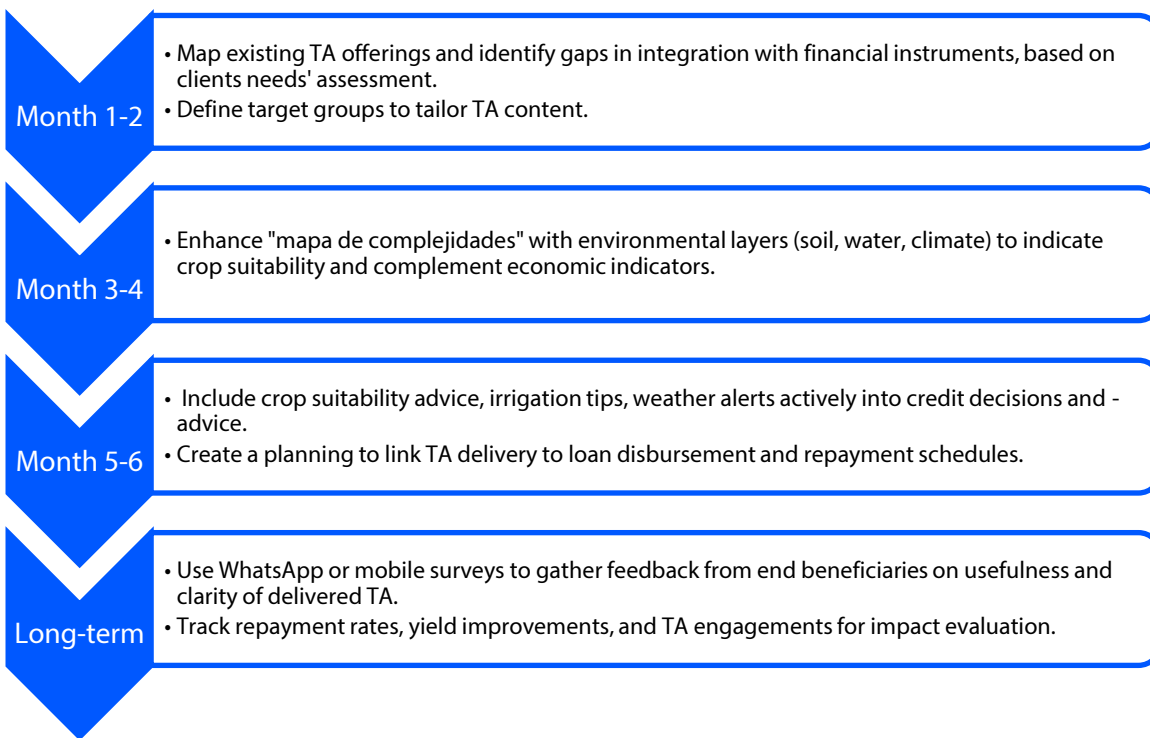 Month 1-2
• Map existing TA offerings and identify gaps in integration with financial instruments, based on
clients needs' assessment.
• Define target groups to tailor TA content.
Month 3-4
• Enhance "mapa de complejidades" with environmental layers (soil, water, climate) to indicate
crop suitability and complement economic indicators.
Month 5-6
• Include crop suitability advice, irrigation tips, weather alerts actively into credit decisions and -
advice.
• Create a planning to link TA delivery to loan disbursement and repayment schedules.
Long-term
• Use WhatsApp or mobile surveys to gather feedback from end beneficiaries on usefulness and
clarity of delivered TA.
• Track repayment rates, yield improvements, and TA engagements for impact evaluation.